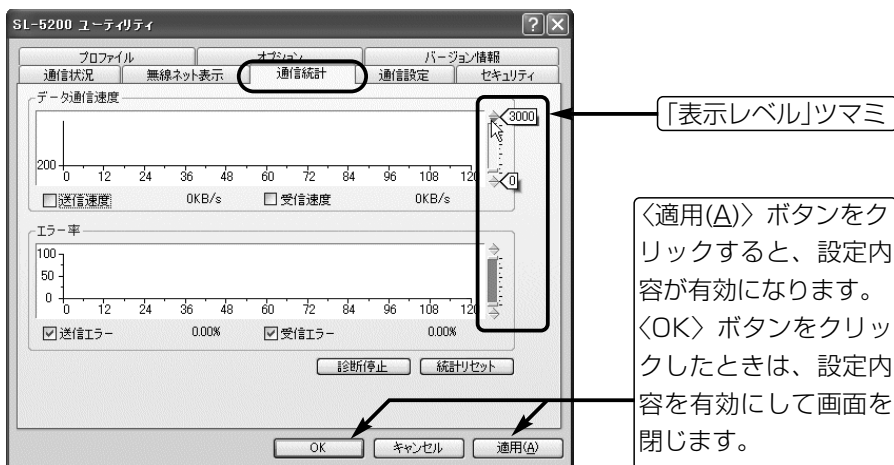 SL-5200 ユーティリティ
プロファイル オプション バージョン情報
通信状況 無線ネット表示 通信統計 通信設定 セキュリティ
データ通信速度
3000
200
0 12 24 36 48 60 72 84 96 108 120
0
送信速度 0KB/s 受信速度 0KB/s
エラー率
100
50
0
0 12 24 36 48 60 72 84 96 108 120
送信エラー 0.00% 受信エラー 0.00%
診断停止 統計リセット
OK キャンセル 適用(A)
「表示レベル」ツマミ
〈適用(A)〉ボタンをク
リックすると、設定内
容が有効になります。
〈OK〉ボタンをクリッ
クしたときは、設定内
容を有効にして画面を
閉じます。